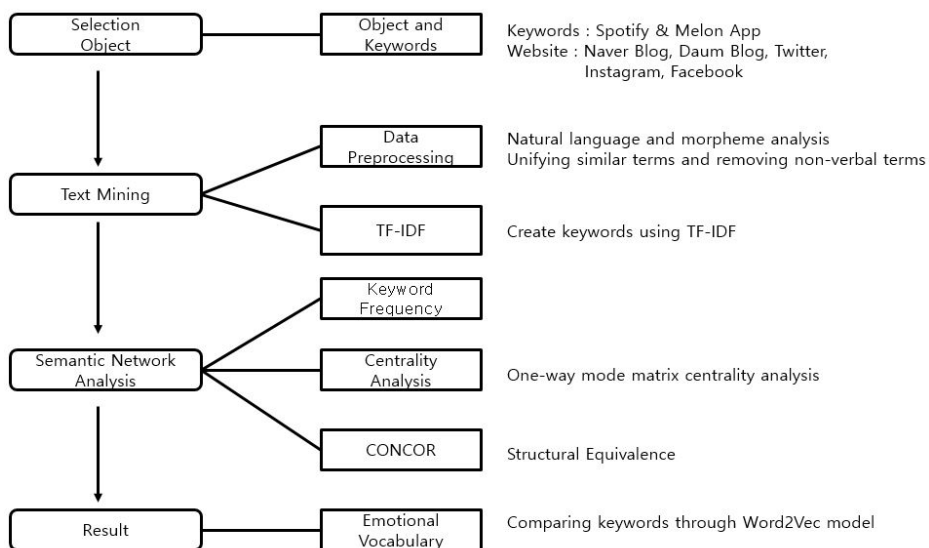 Selection
Object
Object and
Keywords
Keywords : Spotify & Melon App
Website : Naver Blog, Daum Blog, Twitter,
Instagram, Facebook
Data
Preprocessing
Natural language and morpheme analysis
Unifying similar terms and removing non-verbal terms
Text Mining
TF-IDF
Create keywords using TF-IDF
Keyword
Frequency
Semantic Network
Analysis
Centrality
Analysis
One-way mode matrix centrality analysis
CONCOR
Structural Equivalence
Result
Emotional
Vocabulary
Comparing keywords through Word2Vec model